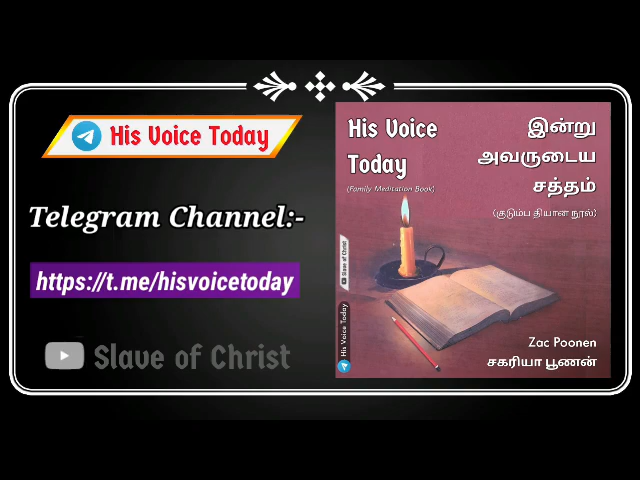 His Voice Today
Telegram Channel:-
https://t.me/hisvoicetoday
Slave of Christ
His Voice
Today
(Family Meditation Book)
இன்று
அவருடைய
சத்தம்
(குடும்ப தியான நூல்)
Slave of Christ
His Voice Today
Zac Poonen
சகரியா பூணன்